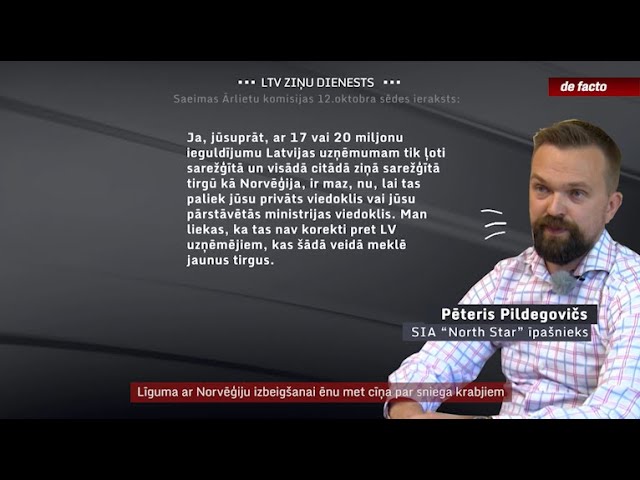 ••• LTV ZIŅU DIENESTS •••
Saeimas Ārlietu komisijas 12.oktobra sēdes ieraksts:
de facto
Ja, jūsuprāt, ar 17 vai 20 miljonu
ieguldījumu Latvijas uzņēmumam tik ļoti
sarežģītā un visādā citādā ziņā sarežģītā
tirgū kā Norvēģija, ir maz, nu, lai tas
paliek jūsu privāts viedoklis vai jūsu
pārstāvētās ministrijas viedoklis. Man
liekas, ka tas nav korekti pret LV
uzņēmējiem, kas šādā veidā meklē
jaunus tirgus.
Pēteris Pildegovičs
SIA “North Star” īpašnieks
Līguma ar Norvēģiju izbeigšanai ēnu met cīņa par sniega krabjiem